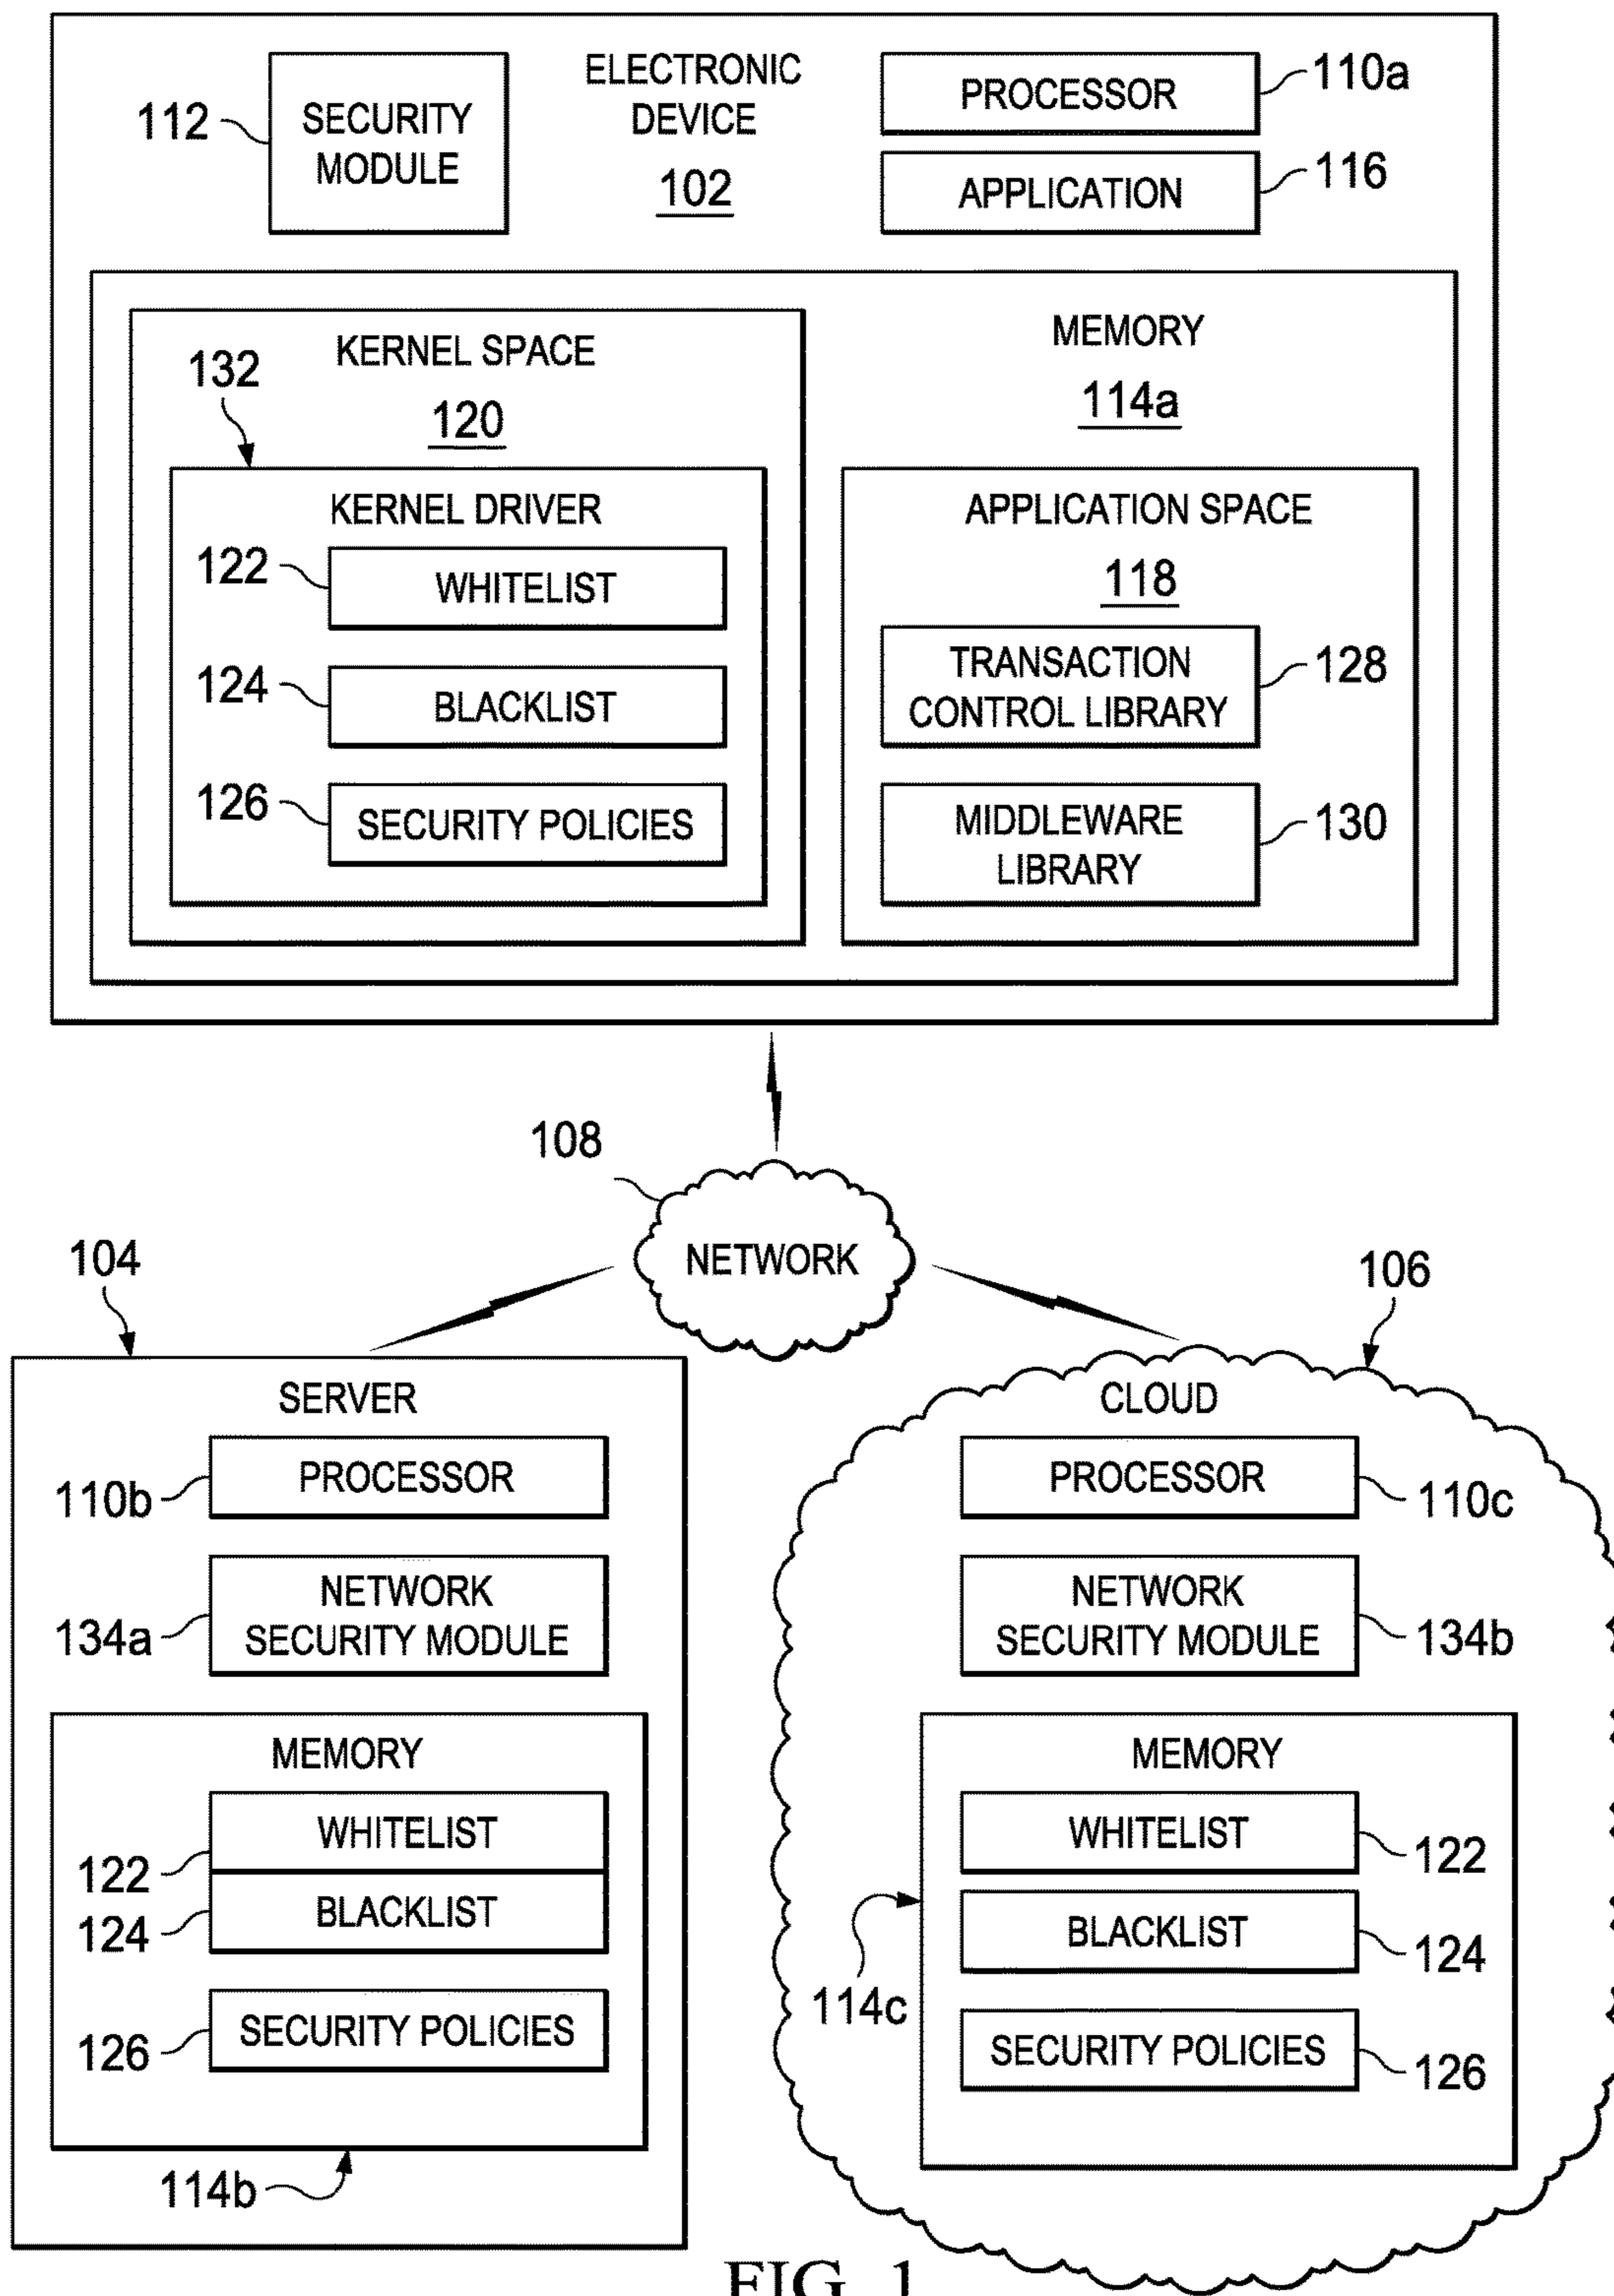 ELECTRONIC
DEVICE
102
112
SECURITY
MODULE
PROCESSOR
110a
APPLICATION
116
KERNEL SPACE
120
132
KERNEL DRIVER
122
WHITELIST
124
BLACKLIST
126
SECURITY POLICIES
MEMORY
114a
APPLICATION SPACE
118
TRANSACTION
CONTROL LIBRARY
128
MIDDLEWARE
LIBRARY
130
108
NETWORK
104
SERVER
PROCESSOR
110b
NETWORK
SECURITY MODULE
134a
MEMORY
WHITELIST
122
BLACKLIST
124
SECURITY POLICIES
126
114b
106
CLOUD
PROCESSOR
110c
NETWORK
SECURITY MODULE
134b
MEMORY
WHITELIST
122
BLACKLIST
124
114c
SECURITY POLICIES
126
FIG. 1